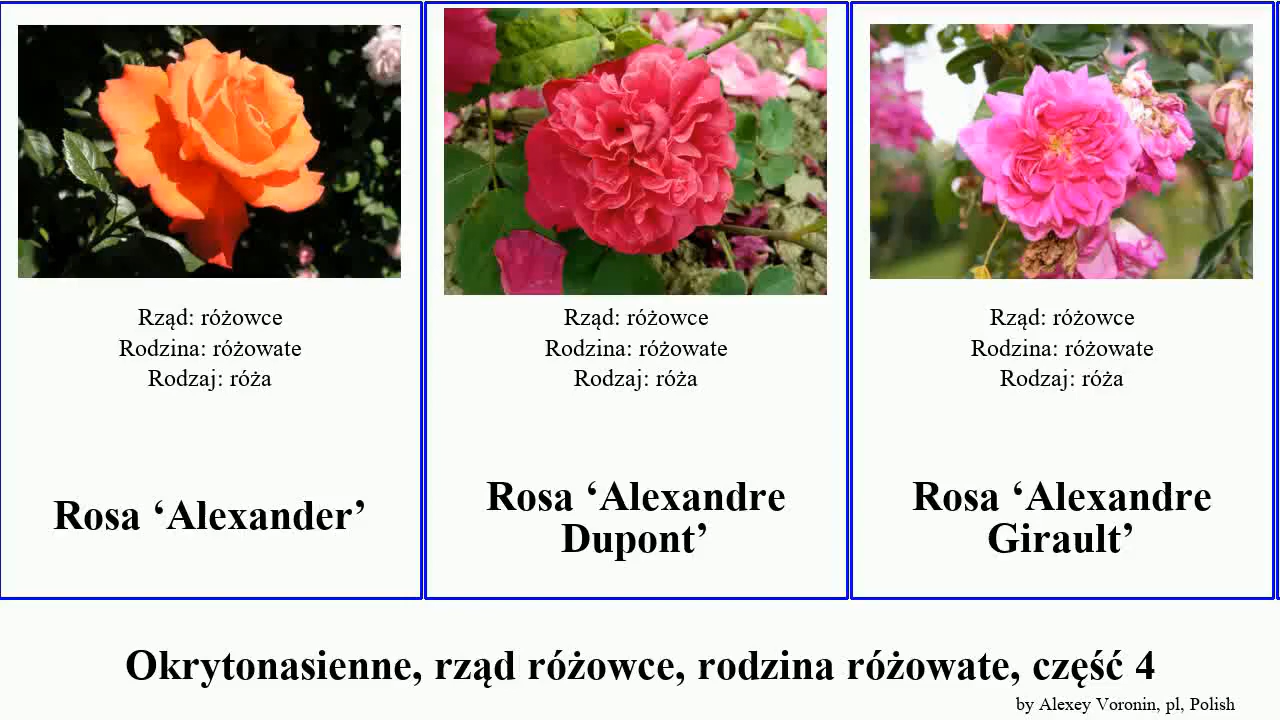 Rząd: różowce
Rodzina: różowate
Rodzaj: róża
Rosa ‘Alexander’
Rząd: różowce
Rodzina: różowate
Rodzaj: róża
Rosa ‘Alexandre
Dupont’
Rząd: różowce
Rodzina: różowate
Rodzaj: róża
Rosa ‘Alexandre
Girault’
Okrytonasienne, rząd różowce, rodzina różowate, część 4
by Alexey Voronin, pl, Polish